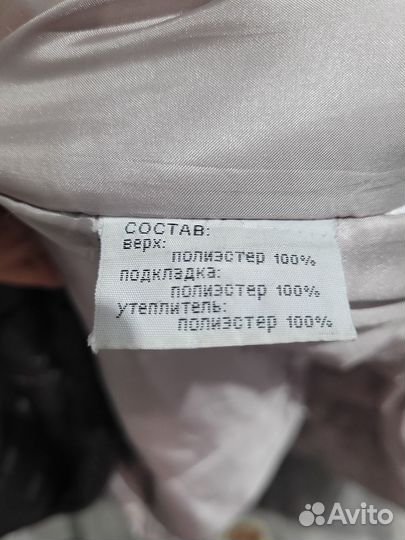 СОСТАВ:
верх:
полиэстер 100%
подкладка:
полиэстер 100%
утеплитель:
полиэстер 100%
Avito